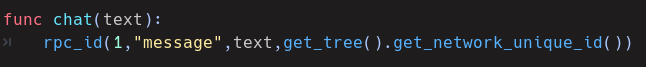 func chat(text):
rpc_id(1,"message",text,get_tree().get_network_unique_id())